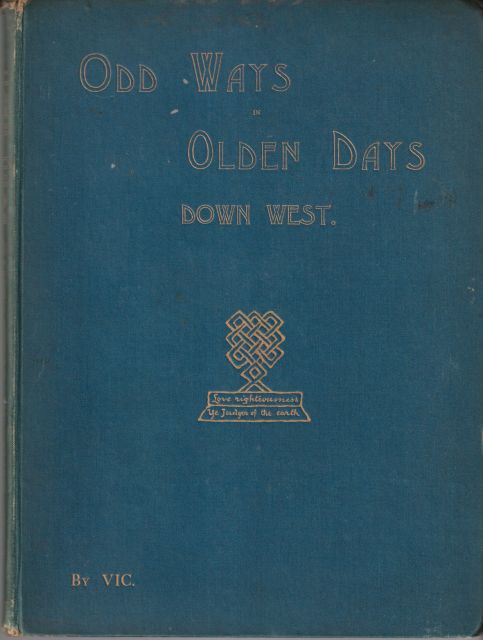 ODD WAYS
IN
OLDEN DAYS
DOWN WEST.
Love righteousness
Ye Judges of the earth
BY VIC.